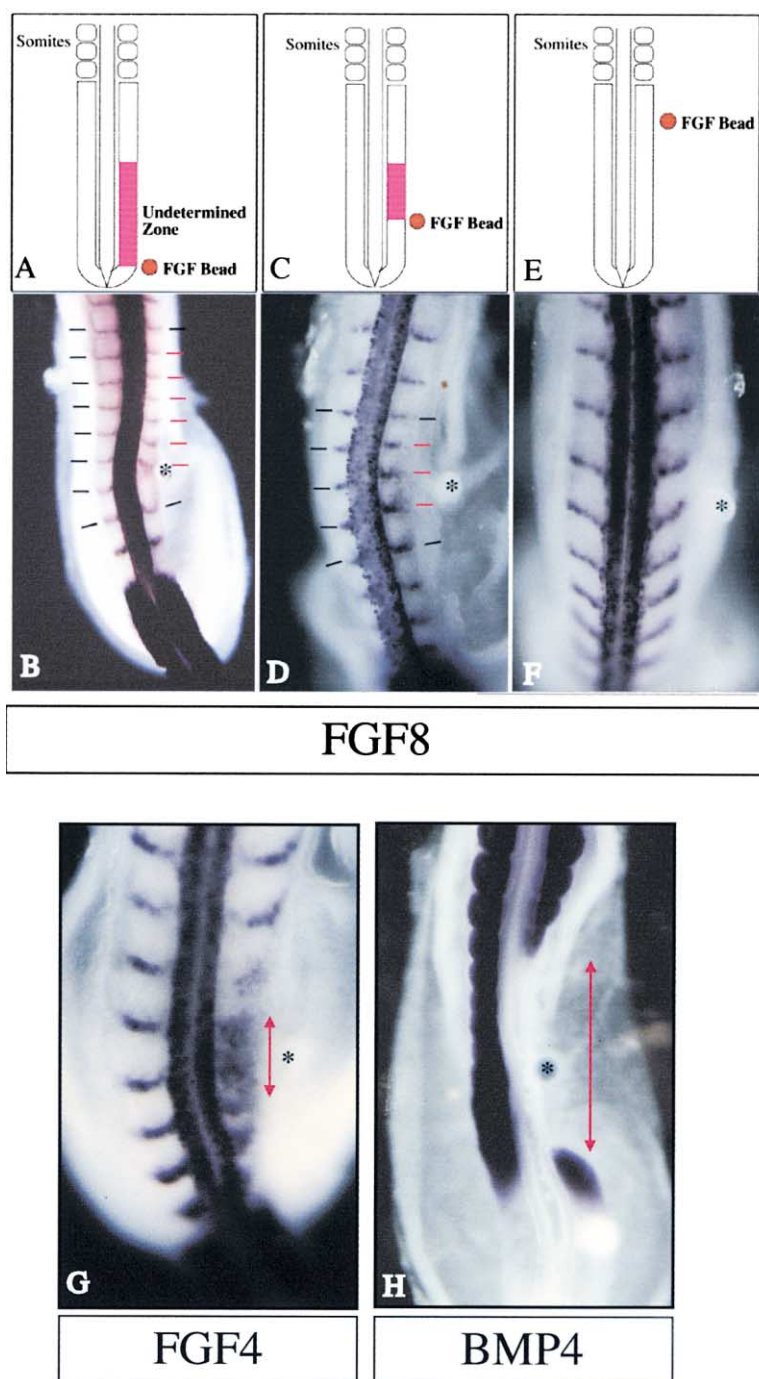 Somites
Undetermined
Zone
FGF Bead
A
Somites
FGF Bead
C
Somites
FGF Bead
E
B
*
D
*
F
*
FGF8
G
*
H
*
FGF4
BMP4